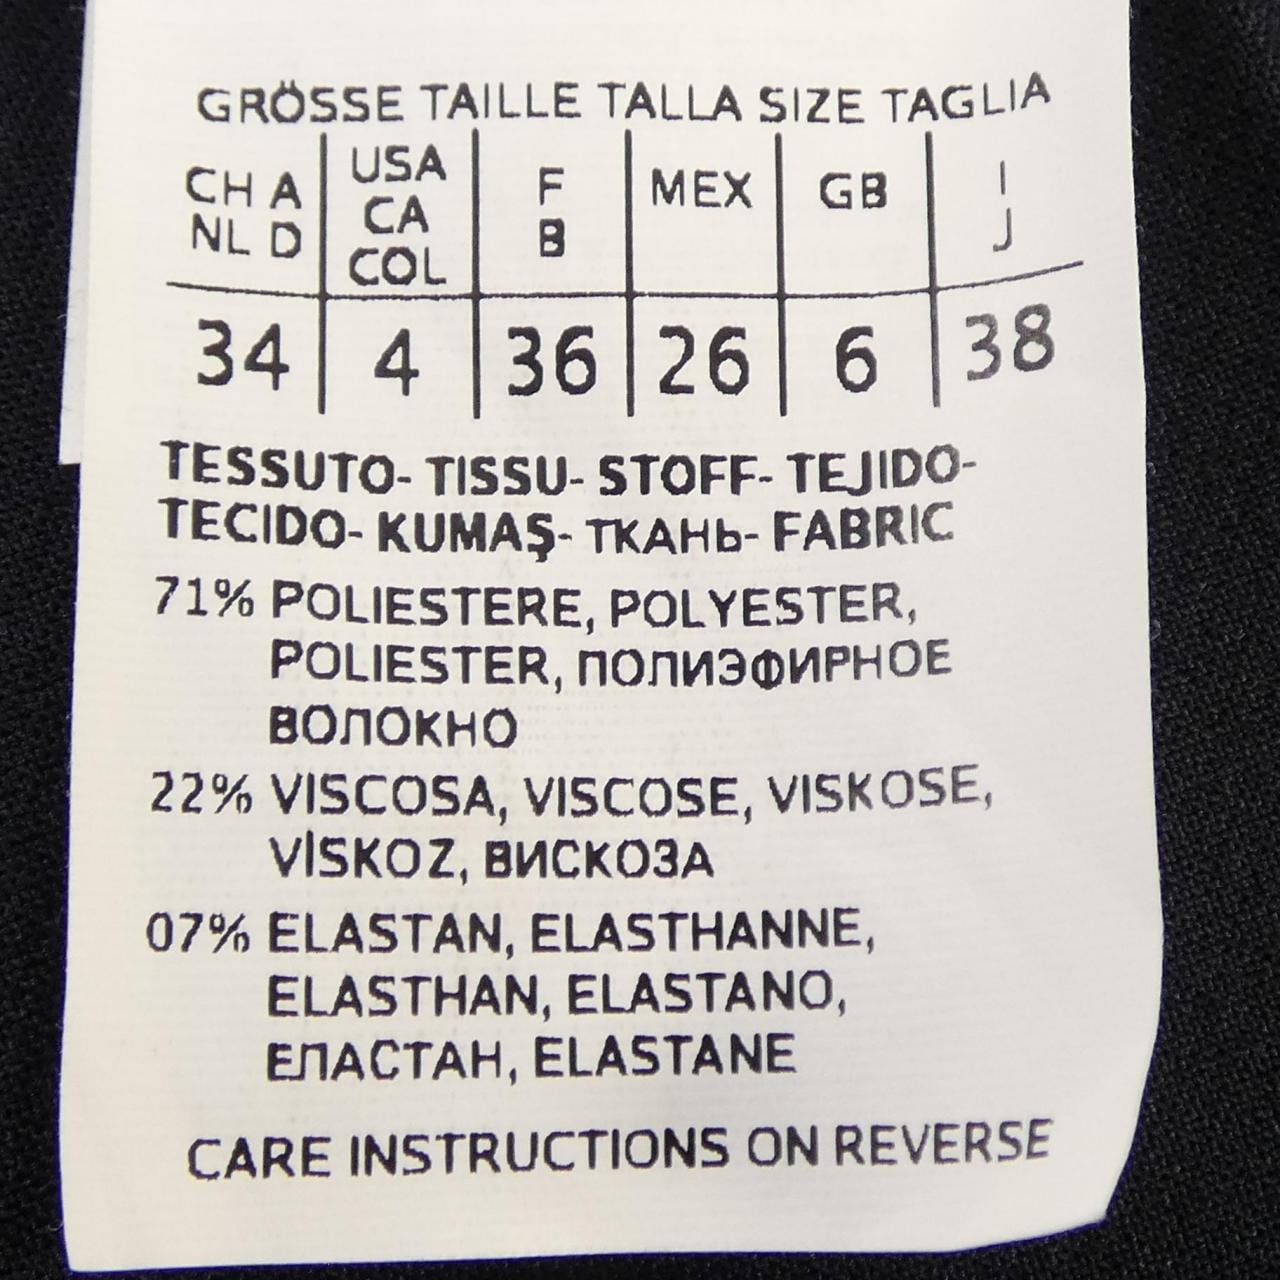 GRÖSSE TAILLE TALLA SIZE TAGLIA
CH A NL D
USA CA COL
F B
MEX
GB
I J
34 4 36 26 6 38
TESSUTO- TISSU- STOFF- TEJIDO-
TECIDO- KUMAŞ- ТКАНЬ- FABRIC
71% POLIESTERE, POLYESTER,
POLIESTER, ПОЛИЭФИРНОЕ
ВОЛОКНО
22% VISCOSA, VISCOSE, VISKOSE,
VİSKOZ, ВИСКОЗА
07% ELASTAN, ELASTHANNE,
ELASTHAN, ELASTANO,
ЕЛАСТАН, ELASTANE
CARE INSTRUCTIONS ON REVERSE